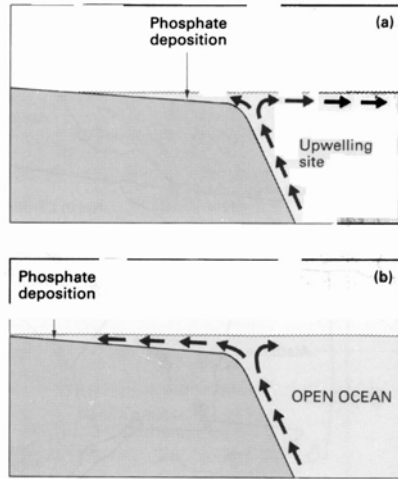 Phosphate
deposition
(a)
Upwelling
site
Phosphate
deposition
(b)
OPEN OCEAN